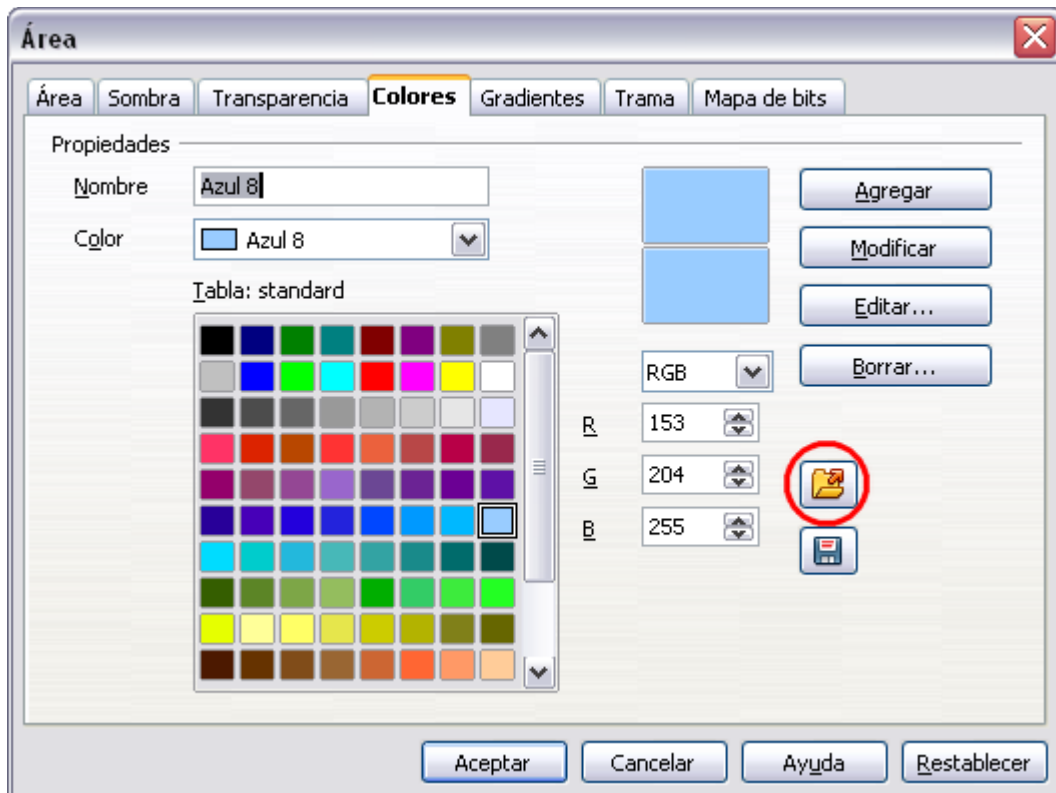 Área
Área Sombra Transparencia Colores Gradientes Trama Mapa de bits
Propiedades
Nombre Azul 8 Agregar
Color Azul 8 Modificar
Tabla: standard Editar...
RGB Borrar...
R 153
G 204
B 255
Aceptar Cancelar Ayuda Restablecer